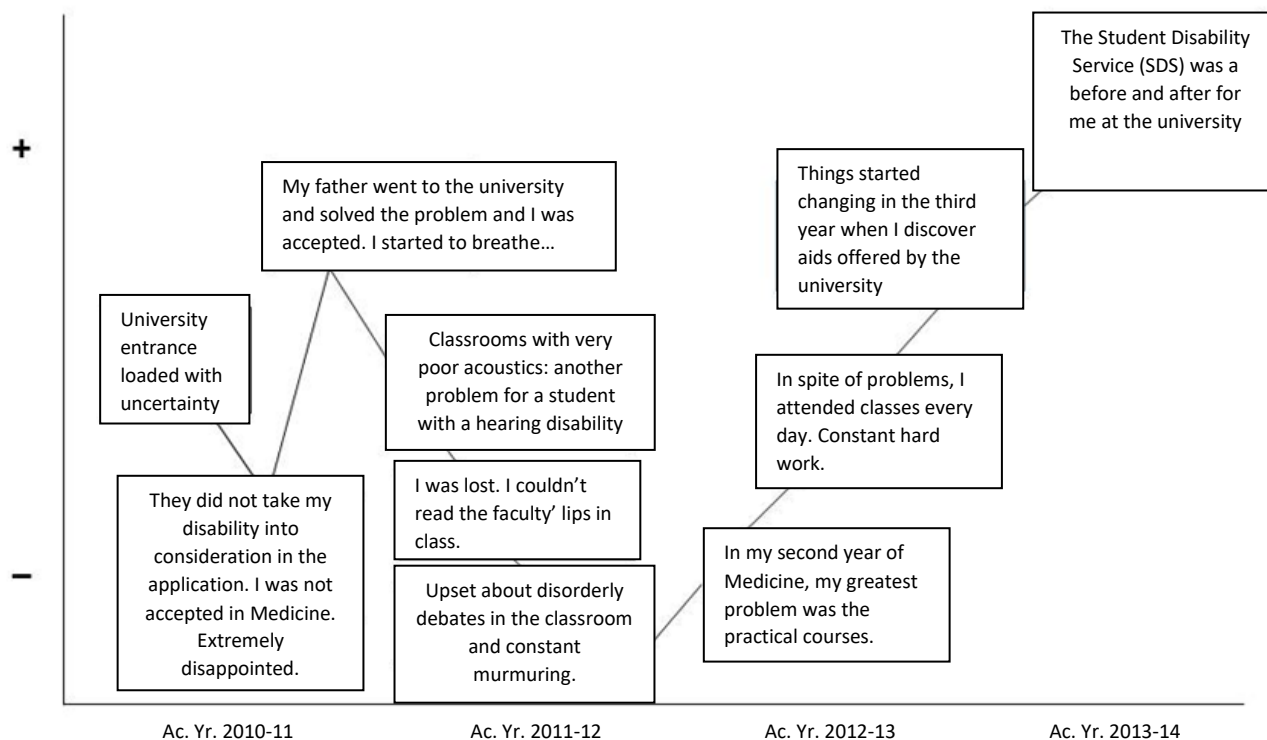 +
–
University
entrance
loaded with
uncertainty
They did not take my
disability into
consideration in the
application. I was not
accepted in Medicine.
Extremely
disappointed.
My father went to the university
and solved the problem and I was
accepted. I started to breathe…
Classrooms with very
poor acoustics: another
problem for a student
with a hearing disability
I was lost. I couldn’t
read the faculty’ lips in
class.
Upset about disorderly
debates in the classroom
and constant
murmuring.
In my second year of
Medicine, my greatest
problem was the
practical courses.
In spite of problems, I
attended classes every
day. Constant hard
work.
Things started
changing in the third
year when I discover
aids offered by the
university
The Student Disability
Service (SDS) was a
before and after for
me at the university
Ac. Yr. 2010-11
Ac. Yr. 2011-12
Ac. Yr. 2012-13
Ac. Yr. 2013-14